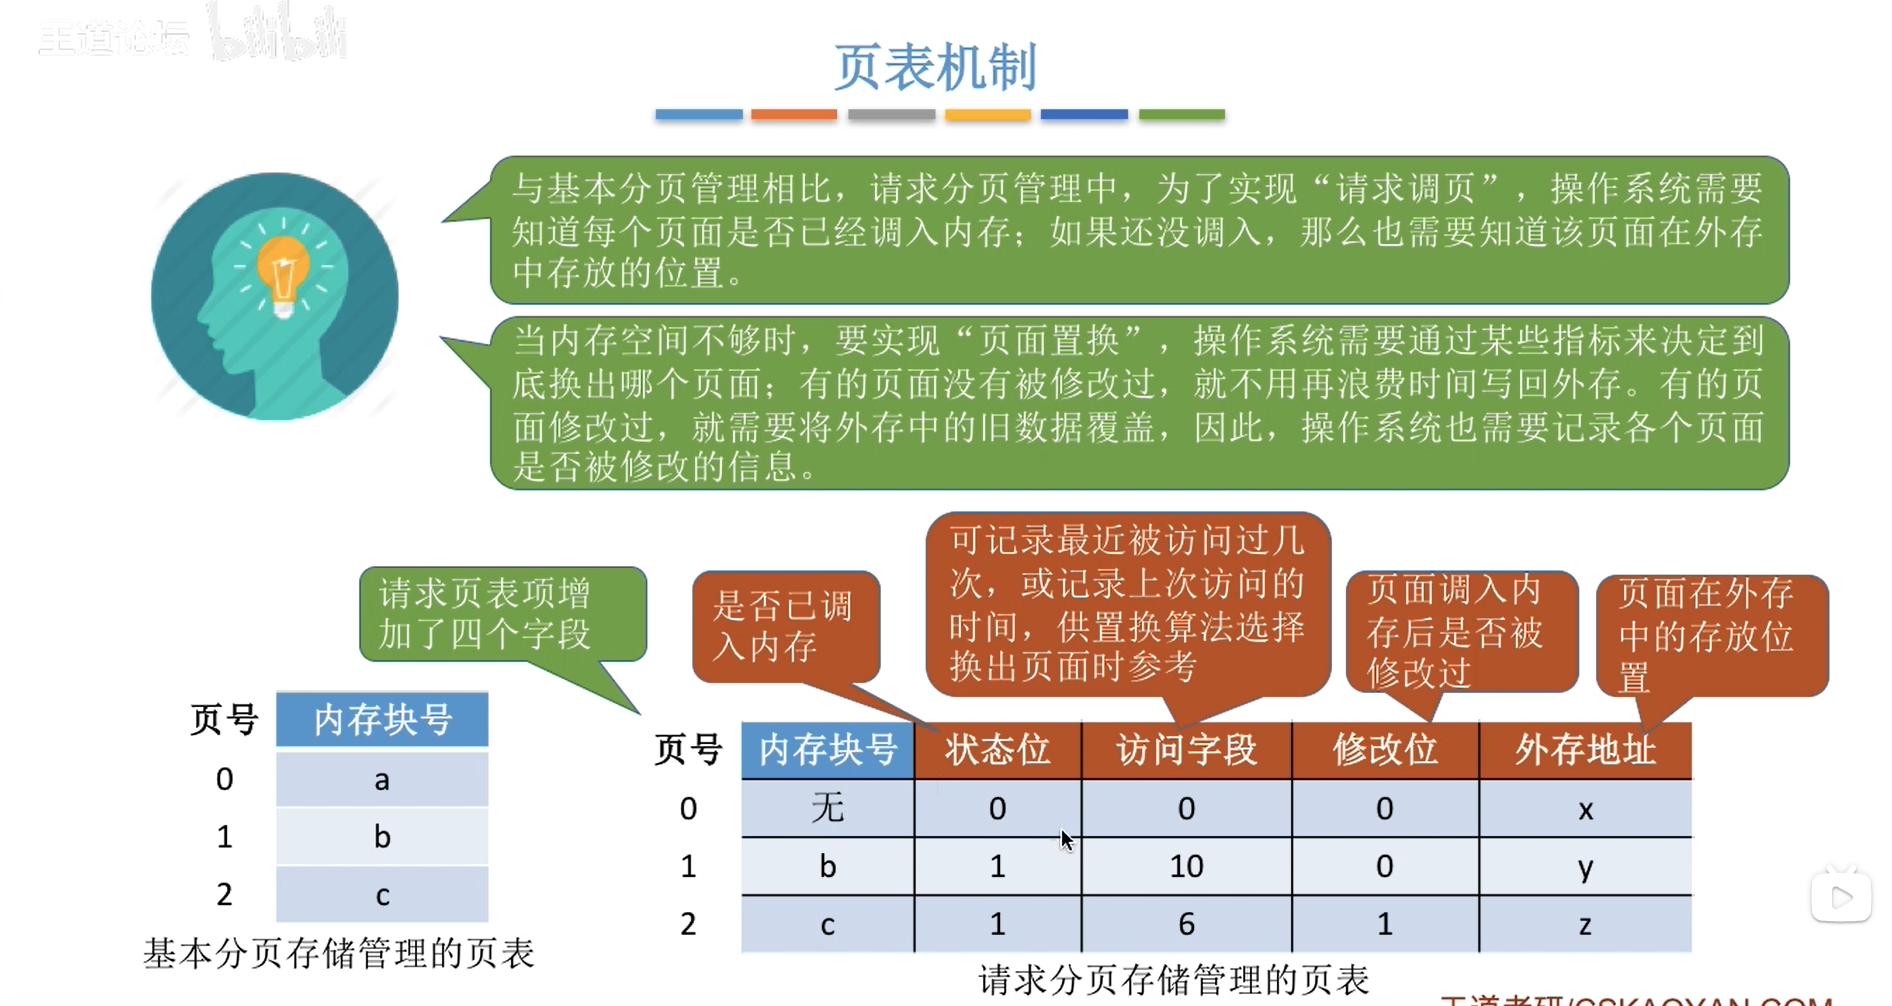 王道论坛 bilibili
页表机制
与基本分页管理相比，请求分页管理中，为了实现“请求调页”，操作系统需要
知道每个页面是否已经调入内存；如果还没调入，那么也需要知道该页面在外存
中存放的位置。
当内存空间不够时，要实现“页面置换”，操作系统需要通过某些指标来决定到
底换出哪个页面；有的页面没有被修改过，就不用再浪费时间写回外存。有的页
面修改过，就需要将外存中的旧数据覆盖，因此，操作系统也需要记录各个页面
是否被修改的信息。
请求页表项增
加了四个字段
是否已调
入内存
可记录最近被访问过几
次，或记录上次访问的
时间，供置换算法选择
换出页面时参考
页面调入内
存后是否被
修改过
页面在外存
中的存放位
置
页号 内存块号
0 a
1 b
2 c
基本分页存储管理的页表
页号 内存块号 状态位 访问字段 修改位 外存地址
0 无 0 0 0 x
1 b 1 10 0 y
2 c 1 6 1 z
请求分页存储管理的页表
王道考研/CSKAOYAN.COM